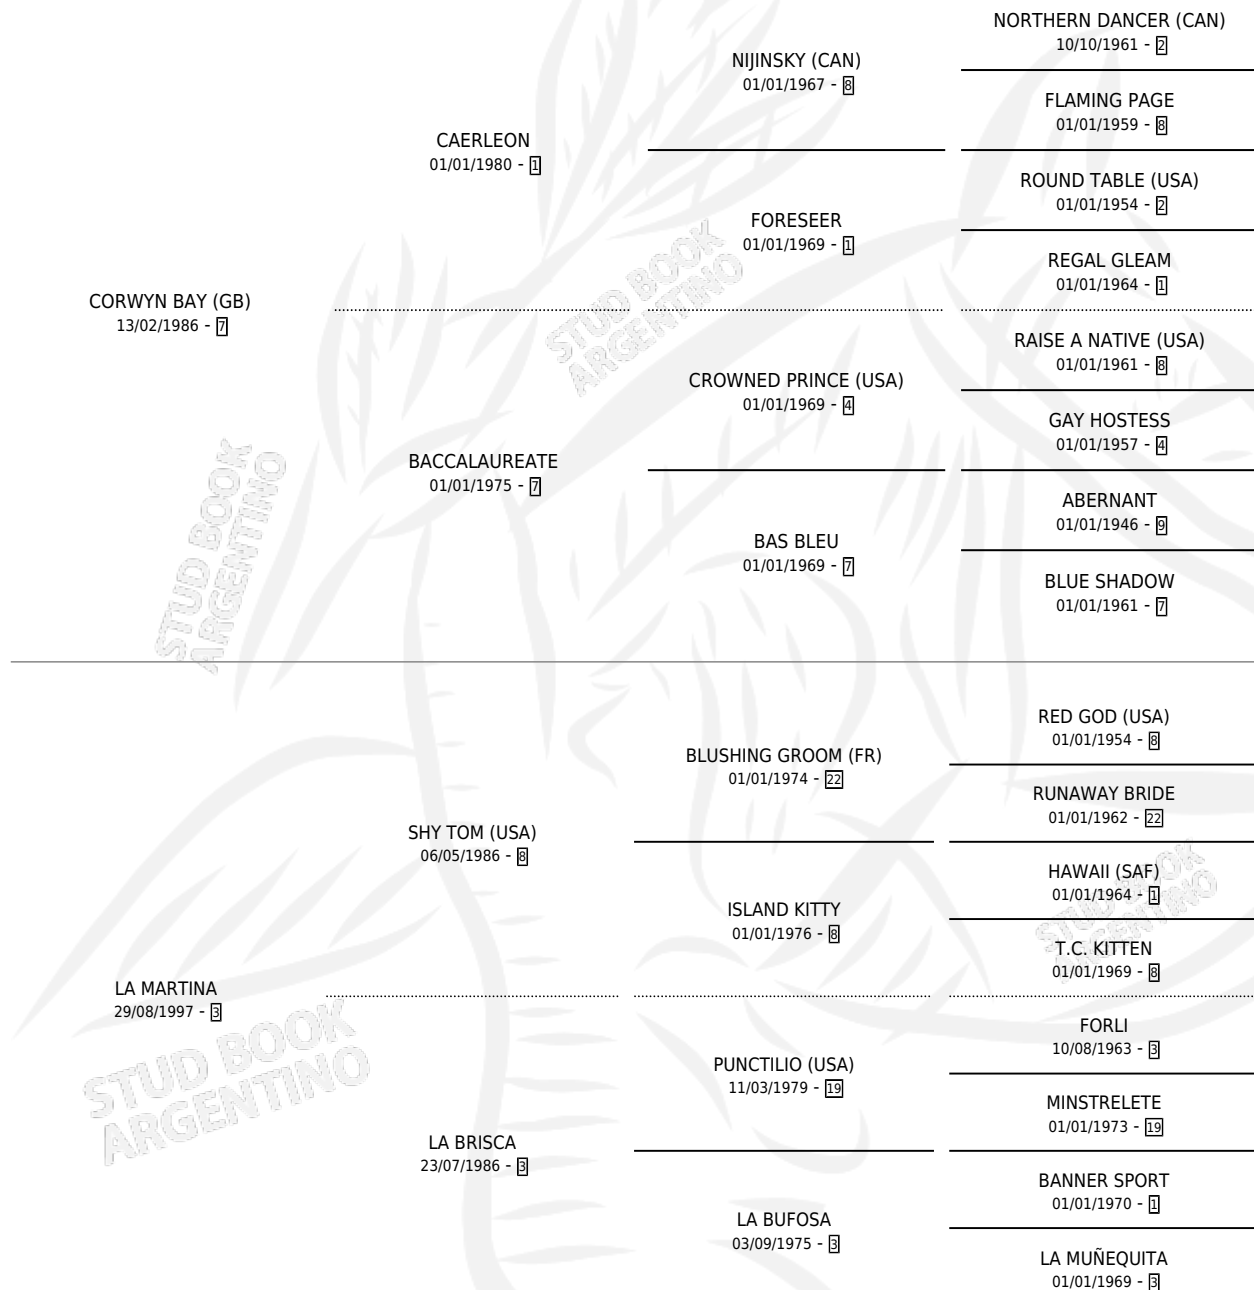 NORTHERN DANCER (CAN)
10/10/1961 - 2
NIJINSKY (CAN)
01/01/1967 - 8
FLAMING PAGE
01/01/1959 - 8
CAERLEON
01/01/1980 - 1
ROUND TABLE (USA)
01/01/1954 - 2
FORESEER
01/01/1969 - 1
REGAL GLEAM
01/01/1964 - 1
CORWYN BAY (GB)
13/02/1986 - 7
STUD BOOK
ARGENTINO
RAISE A NATIVE (USA)
01/01/1961 - 8
CROWNED PRINCE (USA)
01/01/1969 - 4
GAY HOSTESS
01/01/1957 - 4
BACCALAUREATE
01/01/1975 - 7
ABERNANT
01/01/1946 - 9
BAS BLEU
01/01/1969 - 7
BLUE SHADOW
01/01/1961 - 7
STUD BOOK
ARGENTINO
RED GOD (USA)
01/01/1954 - 8
BLUSHING GROOM (FR)
01/01/1974 - 22
RUNAWAY BRIDE
01/01/1962 - 22
SHY TOM (USA)
06/05/1986 - 8
HAWAII (SAF)
01/01/1964 - 1
ISLAND KITTY
01/01/1976 - 8
STUD BOOK
ARGENTINO
T.C. KITTEN
01/01/1969 - 8
LA MARTINA
29/08/1997 - 3
FORLI
10/08/1963 - 3
PUNCTILIO (USA)
11/03/1979 - 19
MINSTRELETE
01/01/1973 - 19
STUD BOOK
ARGENTINO
LA BRISCA
23/07/1986 - 3
BANNER SPORT
01/01/1970 - 1
LA BUFOSA
03/09/1975 - 3
LA MUÑEQUITA
01/01/1969 - 3